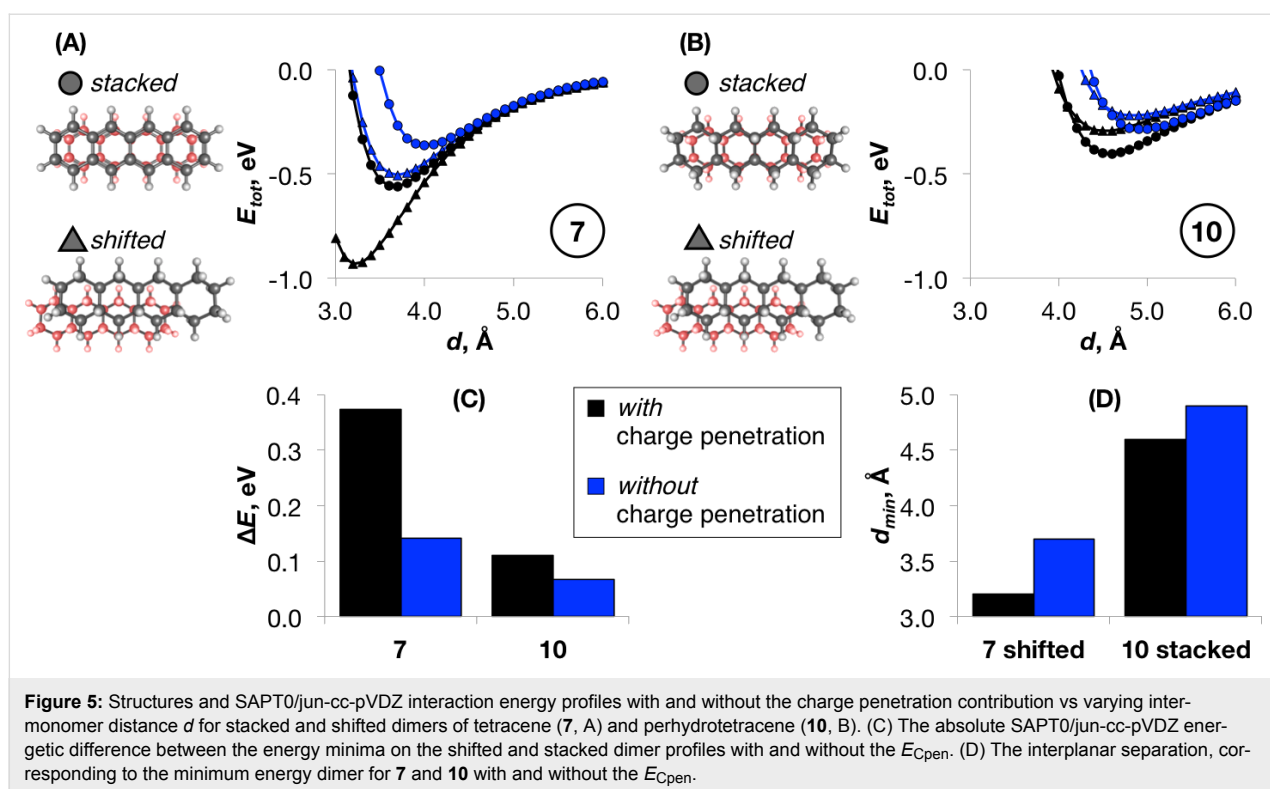 (A)
stacked
shifted
0.0
-0.5
-1.0
E_tot, eV
3.0 4.0 5.0 6.0
d, Å
7
(B)
stacked
shifted
0.0
-0.5
-1.0
E_tot, eV
3.0 4.0 5.0 6.0
d, Å
10
(C)
0.4
0.3
0.2
0.1
0.0
ΔE, eV
7 10
with
charge penetration
without
charge penetration
(D)
5.0
4.5
4.0
3.5
3.0
d_min, Å
7 shifted 10 stacked
Figure 5: Structures and SAPT0/jun-cc-pVDZ interaction energy profiles with and without the charge penetration contribution vs varying inter-
monomer distance d for stacked and shifted dimers of tetracene (7, A) and perhydrotetracene (10, B). (C) The absolute SAPT0/jun-cc-pVDZ ener-
getic difference between the energy minima on the shifted and stacked dimer profiles with and without the E_Cpen. (D) The interplanar separation, cor-
responding to the minimum energy dimer for 7 and 10 with and without the E_Cpen.